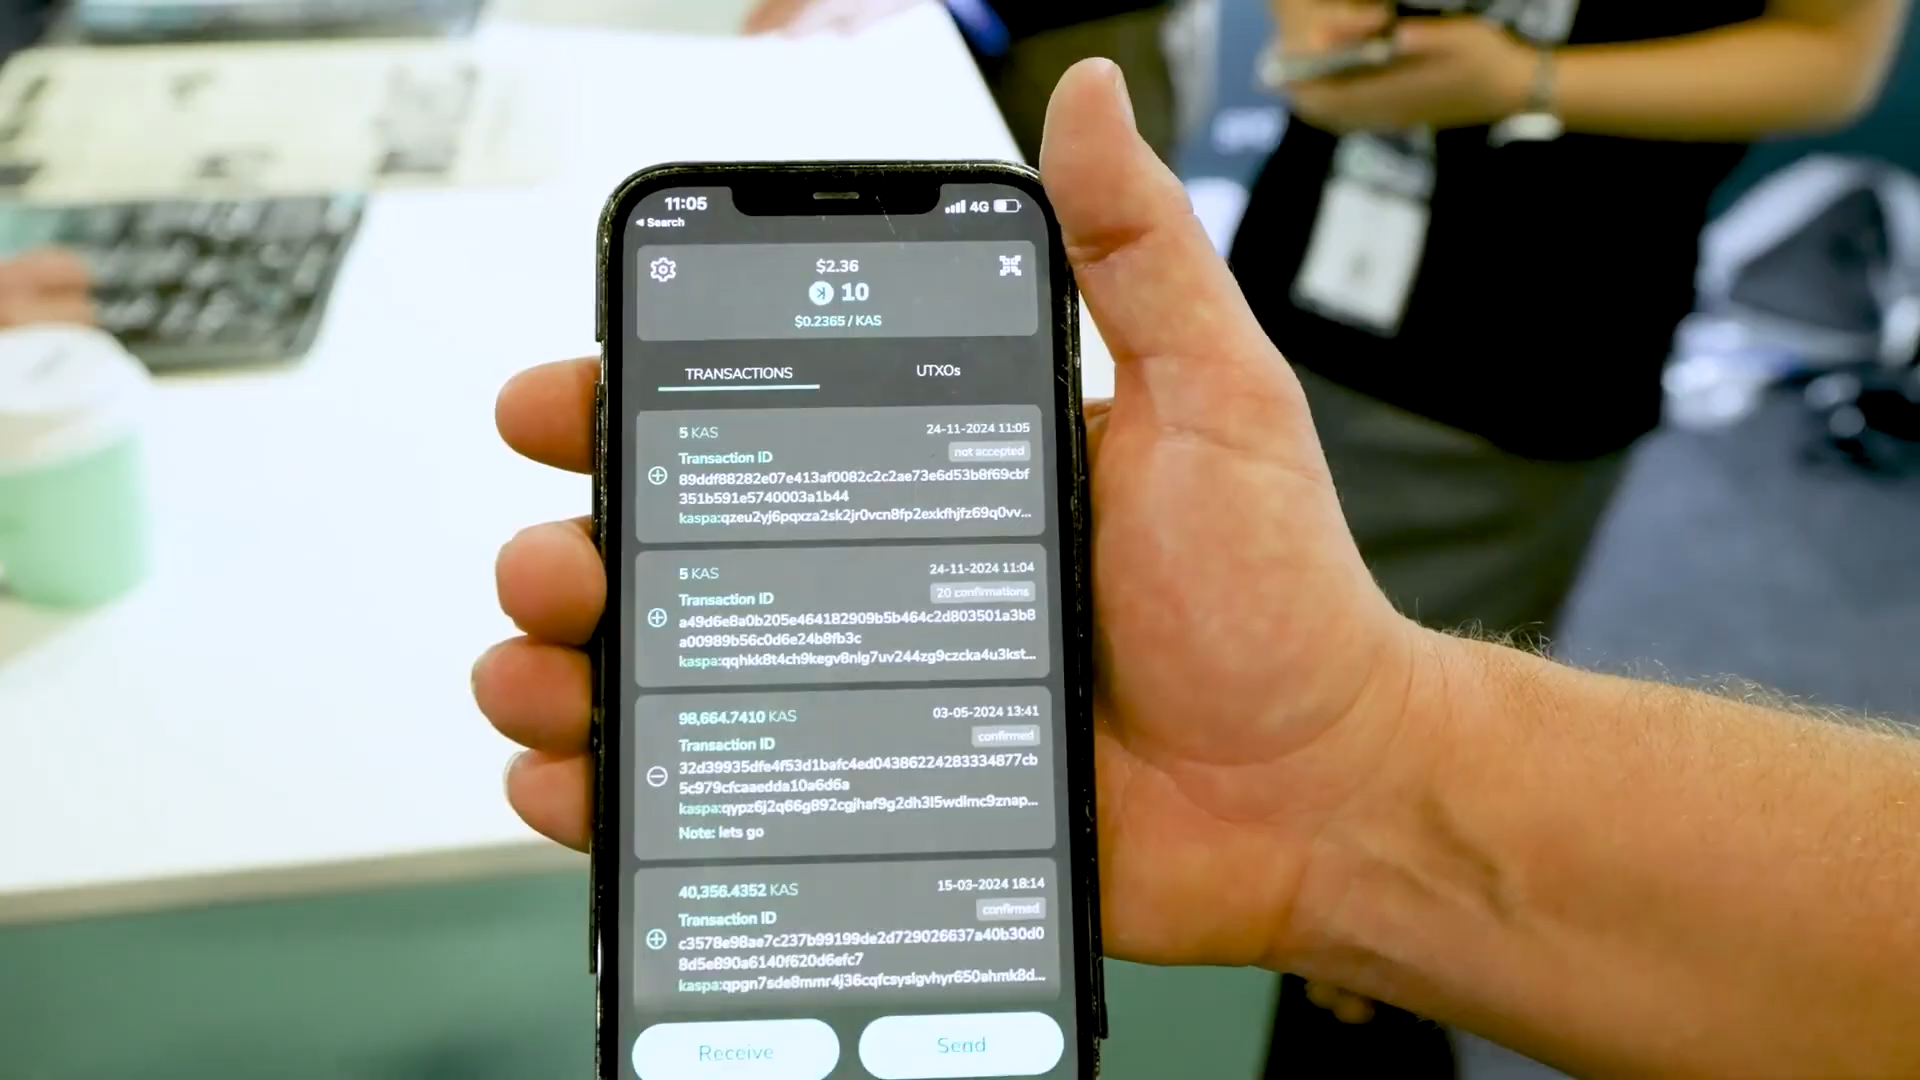 11:05
4G
Search
$2.36
10
$0.2365 / KAS
TRANSACTIONS
UTXOs
5 KAS
24-11-2024 11:05
not accepted
Transaction ID
89ddf88282e07e413af0082c2c2ae73e6d53b8f69cbf
351b591e5740003a1b44
kaspa:qzeu2yj6pqxza2sk2jr0vcn8fp2exkfhjfz69q0vv...
5 KAS
24-11-2024 11:04
20 confirmations
Transaction ID
a49d6e8a0b205e464182909b5b464c2d803501a3b8
a00989b56c0d6e24b8fb3c
kaspa:qqhkk8t4ch9kegv8nlg7uv244zg9czcka4u3kst...
98,664.7410 KAS
03-05-2024 13:41
confirmed
Transaction ID
32d39935dfe4f53d1bafc4ed04386224283334877cb
5c979cfcaaedda10a6d6a
kaspa:qypz6j2q66g892cgjhaf9g2dh3l5wdlmc9znap...
Note: lets go
40,356.4352 KAS
15-03-2024 18:14
confirmed
Transaction ID
c3578e98ae7c237b99199de2d729026637a40b30d0
8d5e890a6140f620d6efc7
kaspa:qpgn7sde8mmr4j36cqfcsyslgvhyr650ahmk8d...
Receive
Send